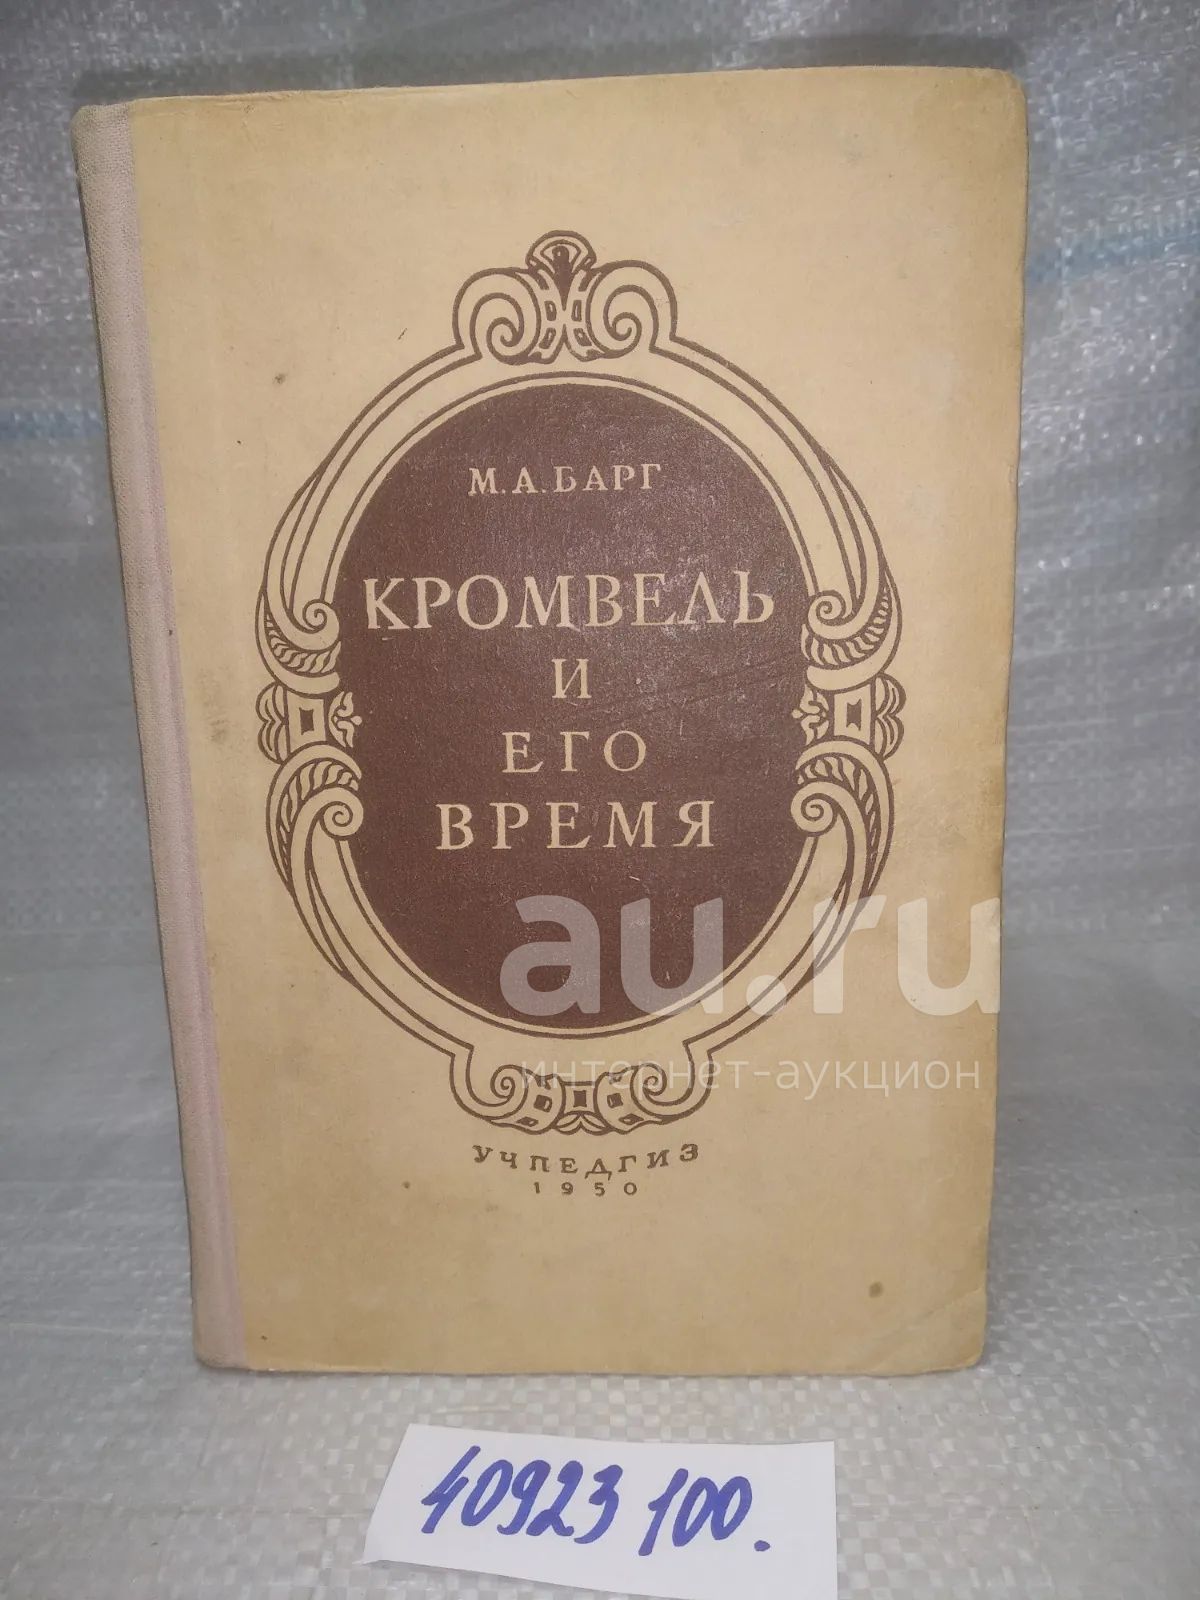 М. А. БАРГ
КРОМВЕЛЬ
И
ЕГО
ВРЕМЯ
au.ru
интернет-аукцион
УЧПЕДГИЗ
1950
40923 100.